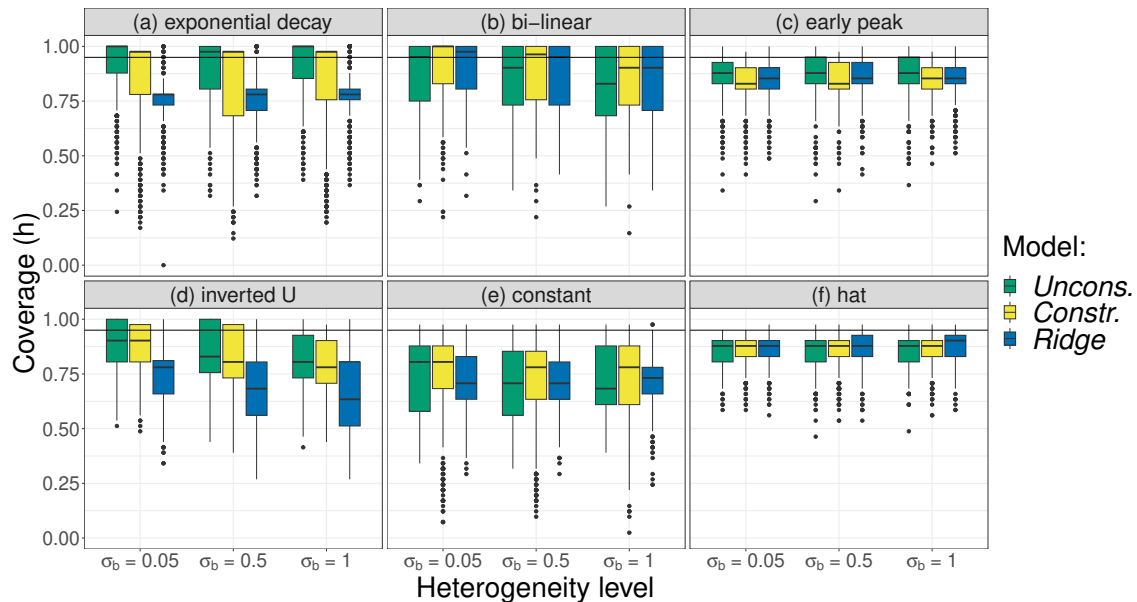 (a) exponential decay
(b) bi−linear
(c) early peak
1.00
0.75
0.50
0.25
0.00
(d) inverted U
(e) constant
(f) hat
1.00
0.75
0.50
0.25
0.00
Coverage (h)
σb = 0.05 σb = 0.5 σb = 1
σb = 0.05 σb = 0.5 σb = 1
σb = 0.05 σb = 0.5 σb = 1
Heterogeneity level
Model:
Uncons.
Constr.
Ridge